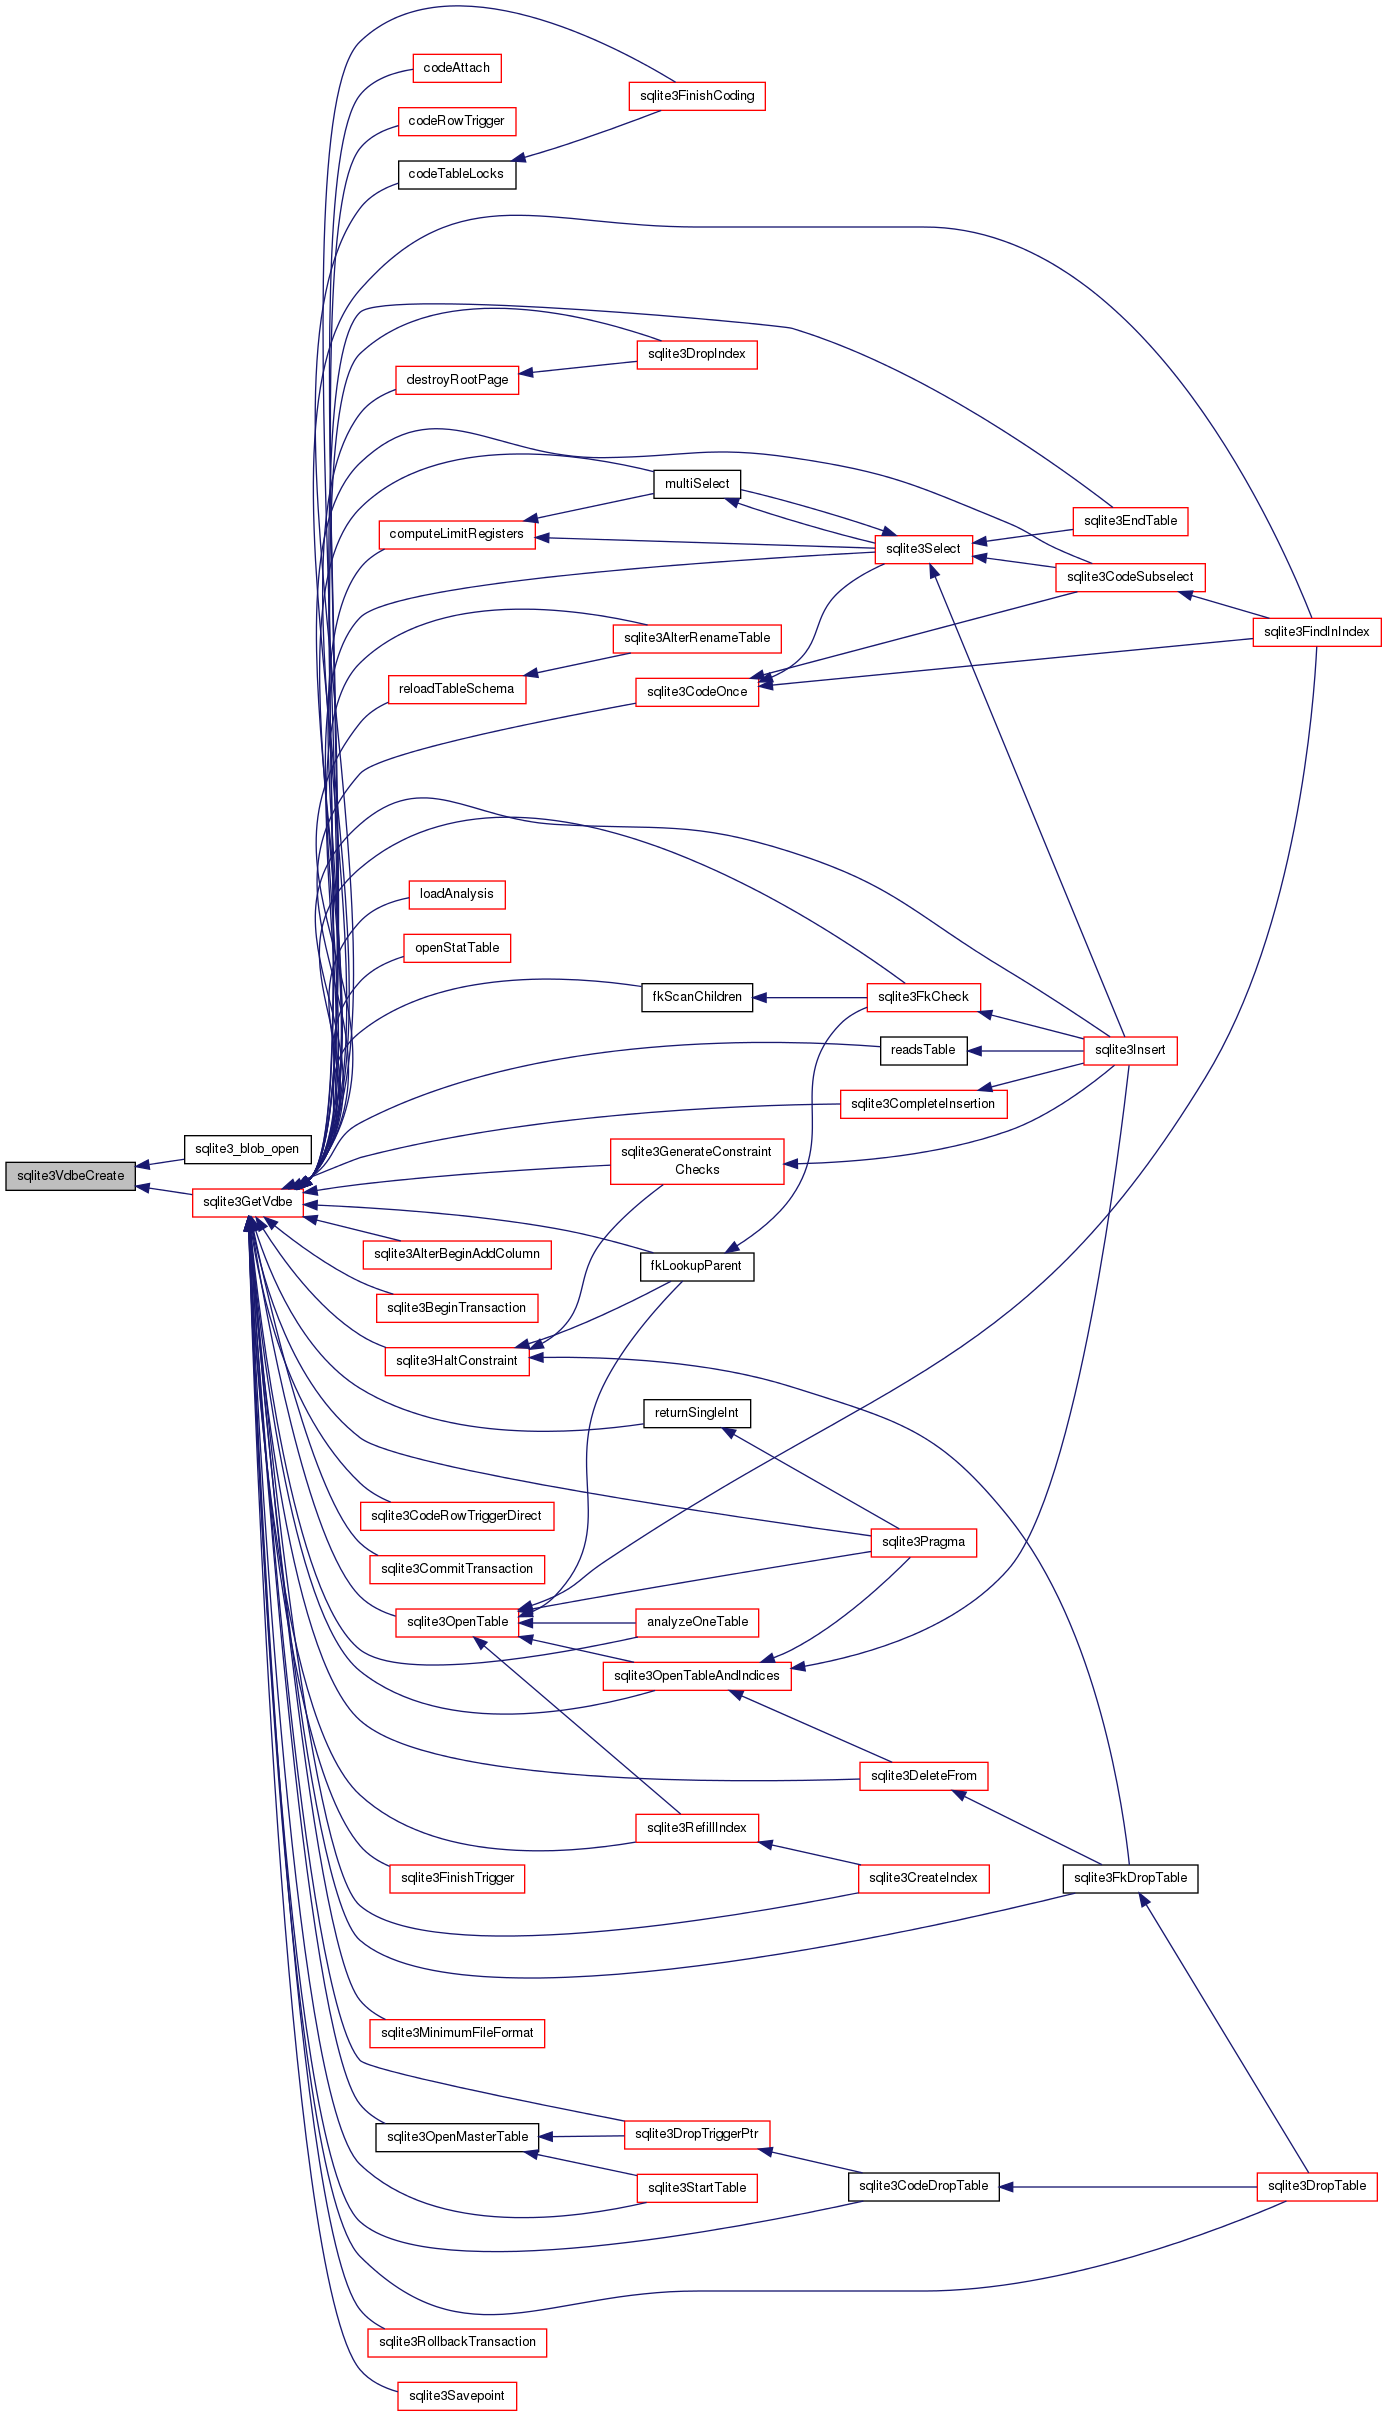 codeAttach
sqlite3FinishCoding
codeRowTrigger
codeTableLocks
sqlite3DropIndex
destroyRootPage
multiSelect
sqlite3EndTable
computeLimitRegisters
sqlite3Select
sqlite3CodeSubselect
sqlite3AlterRenameTable
sqlite3FindInIndex
reloadTableSchema
sqlite3CodeOnce
loadAnalysis
openStatTable
fkScanChildren
sqlite3FkCheck
readsTable
sqlite3Insert
sqlite3CompleteInsertion
sqlite3_blob_open
sqlite3GenerateConstraint
Checks
sqlite3VdbeCreate
sqlite3GetVdbe
sqlite3AlterBeginAddColumn
fkLookupParent
sqlite3BeginTransaction
sqlite3HaltConstraint
returnSingleInt
sqlite3CodeRowTriggerDirect
sqlite3Pragma
sqlite3CommitTransaction
sqlite3OpenTable
analyzeOneTable
sqlite3OpenTableAndIndices
sqlite3DeleteFrom
sqlite3RefillIndex
sqlite3FinishTrigger
sqlite3CreateIndex
sqlite3FkDropTable
sqlite3MinimumFileFormat
sqlite3OpenMasterTable
sqlite3DropTriggerPtr
sqlite3StartTable
sqlite3CodeDropTable
sqlite3DropTable
sqlite3RollbackTransaction
sqlite3Savepoint